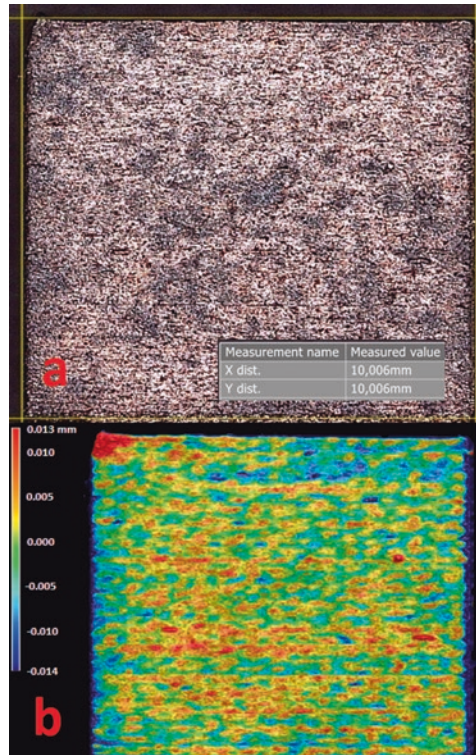 Measurement name Measured value
X dist. 10,006mm
Y dist. 10,006mm
a
0.013 mm
0.010
0.005
0.000
-0.005
-0.010
-0.014
b